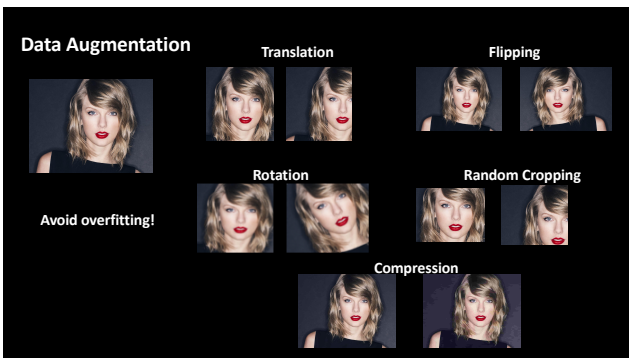 Data Augmentation
Translation
Flipping
Rotation
Random Cropping
Avoid overfitting!
Compression